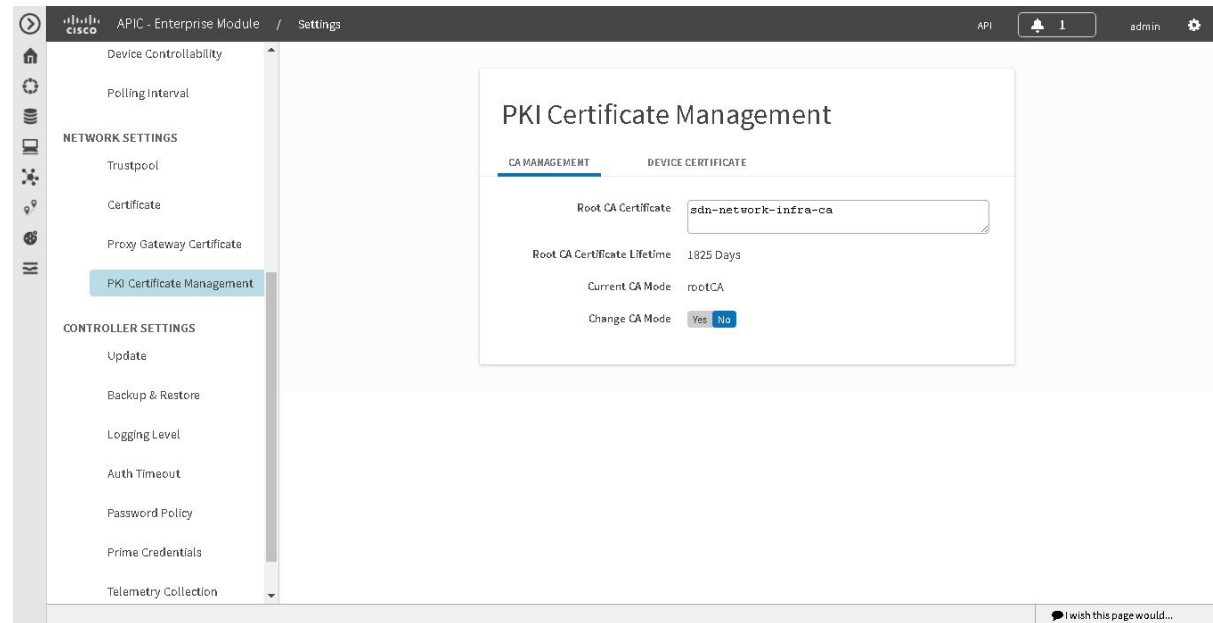 CISCO APIC - Enterprise Module / Settings API 1 admin
Device Controllability
Polling Interval
NETWORK SETTINGS
Trustpool
Certificate
Proxy Gateway Certificate
PKI Certificate Management
CONTROLLER SETTINGS
Update
Backup & Restore
Logging Level
Auth Timeout
Password Policy
Prime Credentials
Telemetry Collection
PKI Certificate Management
CA MANAGEMENT DEVICE CERTIFICATE
Root CA Certificate sdn-network-infra-ca
Root CA Certificate Lifetime 1825 Days
Current CA Mode rootCA
Change CA Mode Yes No
I wish this page would...